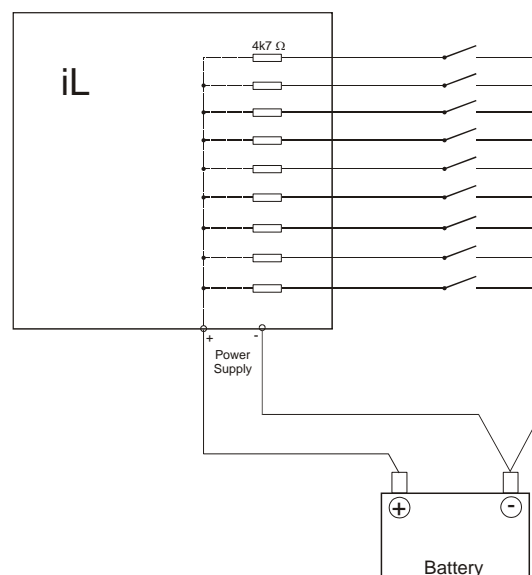 4k7 Ω
iL
+
-
Power
Supply
+
-
Battery